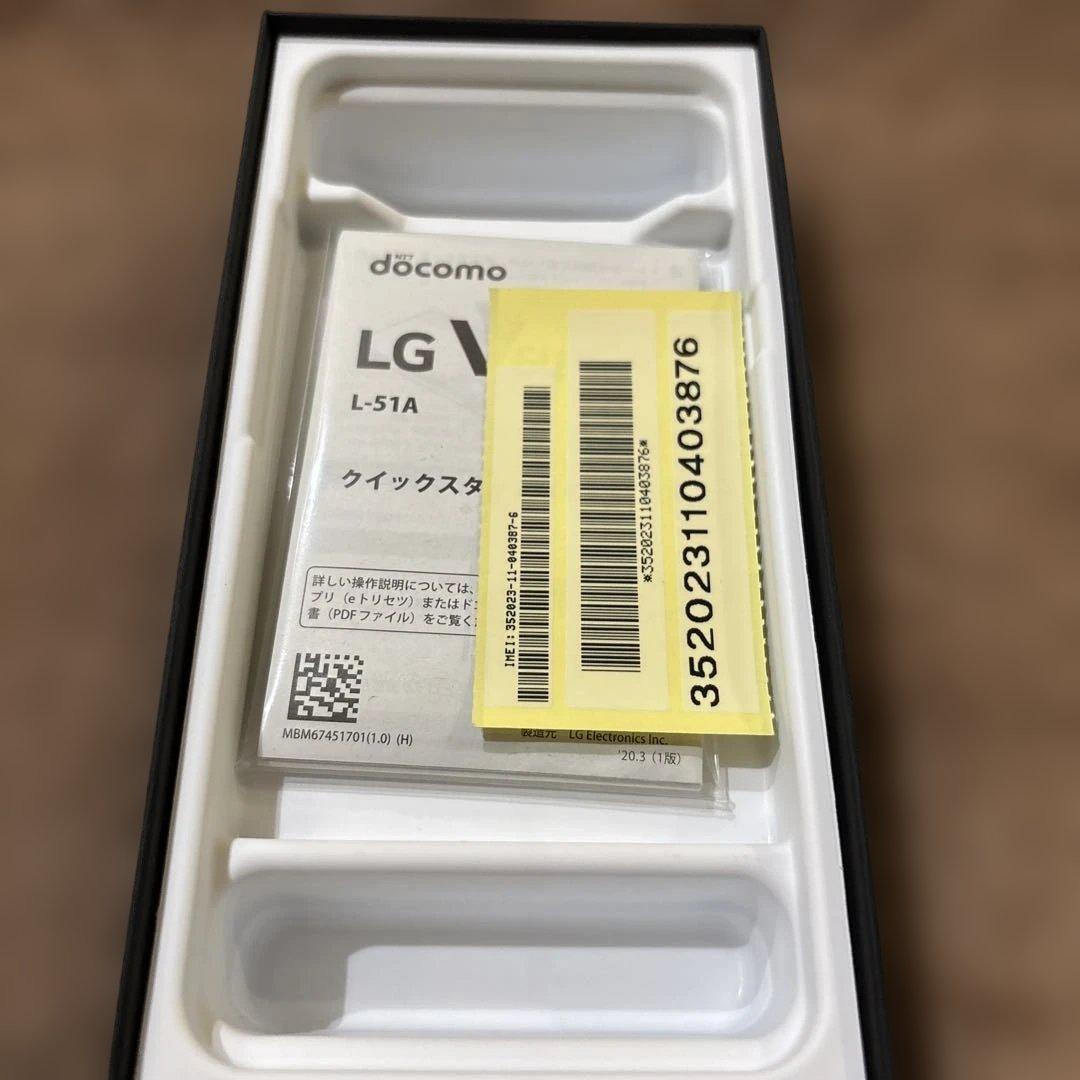 NTT
docomo
LG V
L-51A
クイックスタ
詳しい操作説明については、
プリ（eトリセツ）またはド
書（PDFファイル）をご覧く
MBM67451701(1.0) (H)
製造元 LG Electronics Inc.
'20.3（1版）
IMEI: 352023-11-040387-6
*352023110403876*
352023110403876